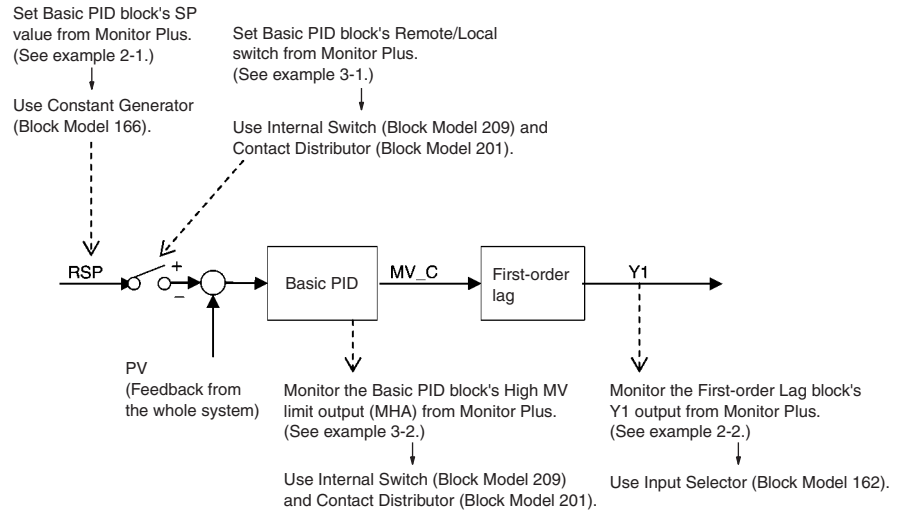 Set Basic PID block's SP
value from Monitor Plus.
(See example 2-1.)
Use Constant Generator
(Block Model 166).
Set Basic PID block's Remote/Local
switch from Monitor Plus.
(See example 3-1.)
Use Internal Switch (Block Model 209) and
Contact Distributor (Block Model 201).
RSP
+
−
Basic PID
MV_C
First-order
lag
Y1
PV
(Feedback from
the whole system)
Monitor the Basic PID block's High MV
limit output (MHA) from Monitor Plus.
(See example 3-2.)
Use Internal Switch (Block Model 209)
and Contact Distributor (Block Model 201).
Monitor the First-order Lag block's
Y1 output from Monitor Plus.
(See example 2-2.)
Use Input Selector (Block Model 162).